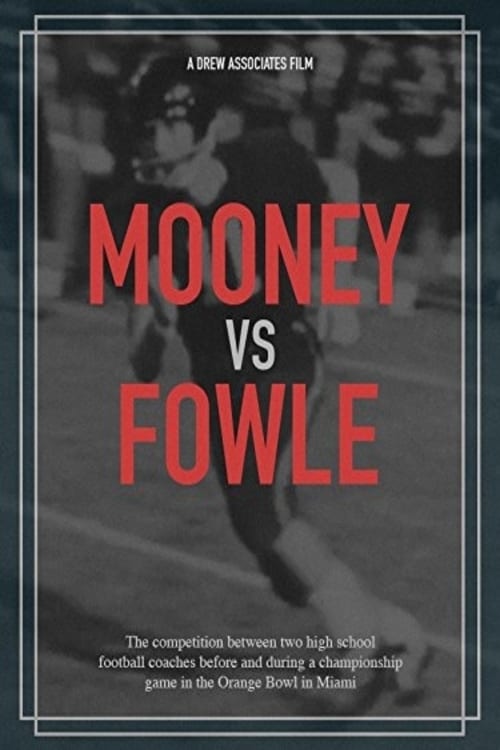 A DREW ASSOCIATES FILM
MOONEY
VS
FOWLE
The competition between two high school
football coaches before and during a championship
game in the Orange Bowl in Miami